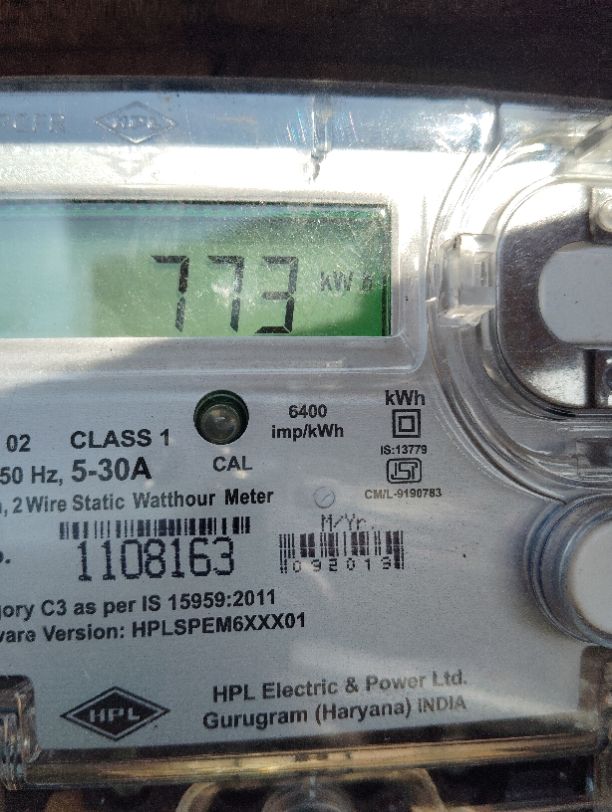 HPL
773 kWh
6400
imp/kWh
kWh
IS:13779
CM/L-9190783
02 CLASS 1
50 Hz, 5-30A
CAL
2 Wire Static Watthour Meter
M/Yr.
1108163
092019
gory C3 as per IS 15959:2011
ware Version: HPLSPEM6XXX01
HPL
HPL Electric & Power Ltd.
Gurugram (Haryana) INDIA